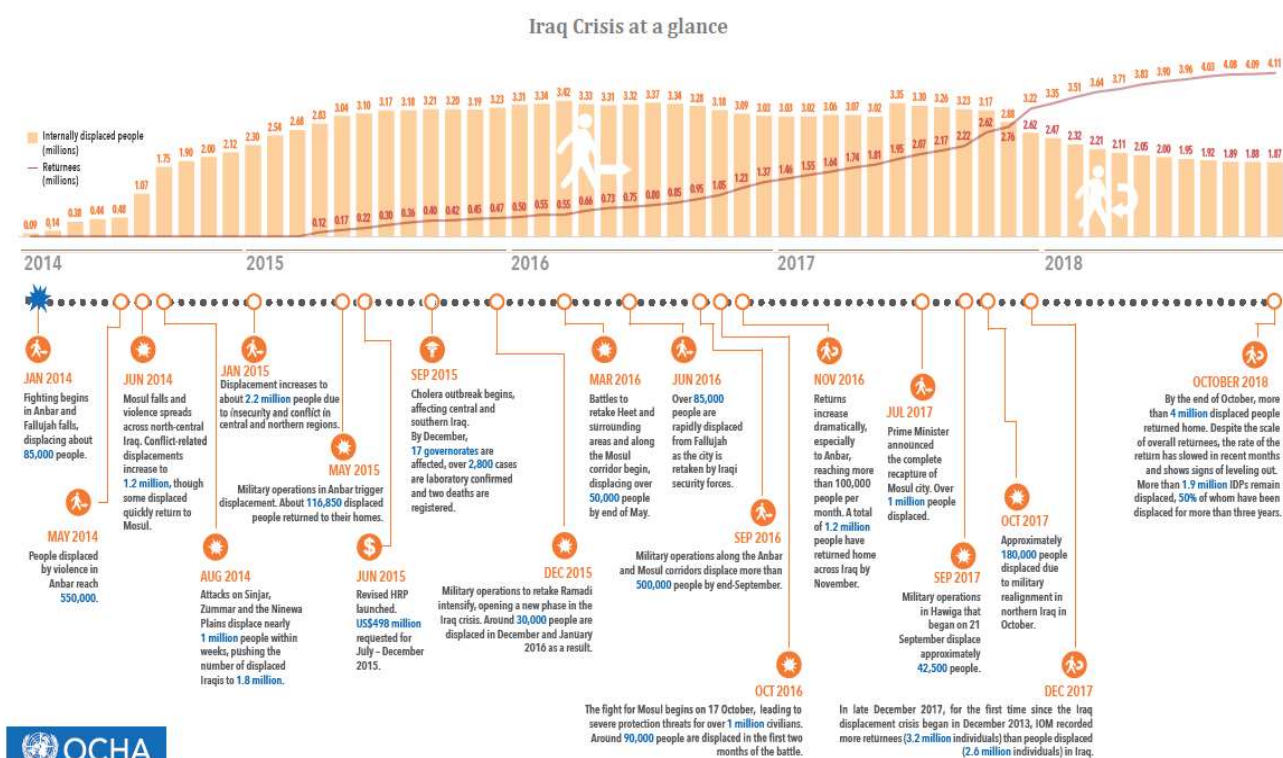 Iraq Crisis at a glance
Internally displaced people
(millions)
Returnees
(millions)
0.09 0.14 0.38 0.44 0.48 1.07 1.75 1.90 2.00 2.12 2.30 2.54 2.68 2.83 3.04 3.10 3.17 3.18 3.21 3.20 3.19 3.23 3.31 3.34 3.42 3.33 3.31 3.32 3.37 3.34 3.28 3.18 3.09 3.03 3.03 3.02 3.06 3.07 3.02 3.35 3.30 3.26 3.23 3.17 2.88 3.22 3.35 3.51 3.64 3.71 3.83 3.90 3.96 4.03 4.08 4.09 4.11
0.12 0.17 0.22 0.30 0.36 0.40 0.42 0.45 0.47 0.50 0.55 0.55 0.66 0.73 0.75 0.80 0.85 0.95 1.05 1.23 1.37 1.46 1.55 1.64 1.74 1.81 1.95 2.07 2.17 2.22 2.62 2.76 2.62 2.47 2.32 2.21 2.11 2.05 2.00 1.95 1.92 1.89 1.88 1.87
2014 2015 2016 2017 2018
JAN 2014
Fighting begins
in Anbar and
Fallujah falls,
displacing about
85,000 people.
MAY 2014
People displaced
by violence in
Anbar reach
550,000.
JUN 2014
Mosul falls and
violence spreads
across north-central
Iraq. Conflict-related
displacements
increase to
1.2 million, though
some displaced
quickly return to
Mosul.
AUG 2014
Attacks on Sinjar,
Zummar and the Ninewa
Plains displace nearly
1 million people within
weeks, pushing the
number of displaced
Iraqis to 1.8 million.
JAN 2015
Displacement increases to
about 2.2 million people due
to insecurity and conflict in
central and northern regions.
MAY 2015
Military operations in Anbar trigger
displacement. About 116,850 displaced
people returned to their homes.
$
JUN 2015
Revised HRP
launched.
US$498 million
requested for
July – December
2015.
SEP 2015
Cholera outbreak begins,
affecting central and
southern Iraq.
By December,
17 governorates are
affected, over 2,800 cases
are laboratory confirmed
and two deaths are
registered.
DEC 2015
Military operations to retake Ramadi
intensify, opening a new phase in the
Iraq crisis. Around 30,000 people are
displaced in December and January
2016 as a result.
MAR 2016
Battles to
retake Heet and
surrounding
areas and along
the Mosul
corridor begin,
displacing over
50,000 people
by end of May.
JUN 2016
Over 85,000
people are
rapidly displaced
from Fallujah
as the city is
retaken by Iraqi
security forces.
SEP 2016
Military operations along the Anbar
and Mosul corridors displace more than
500,000 people by end-September.
OCT 2016
The fight for Mosul begins on 17 October, leading to
severe protection threats for over 1 million civilians.
Around 90,000 people are displaced in the first two
months of the battle.
NOV 2016
Returns
increase
dramatically,
especially
to Anbar,
reaching more
than 100,000
people per
month. A total
of 1.2 million
people have
returned home
across Iraq by
November.
JUL 2017
Prime Minister
announced
the complete
recapture of
Mosul city. Over
1 million people
displaced.
SEP 2017
Military operations
in Hawiga that
began on 21
September displace
approximately
42,500 people.
OCT 2017
Approximately
180,000 people
displaced due
to military
realignment in
northern Iraq in
October.
DEC 2017
In late December 2017, for the first time since the Iraq
displacement crisis began in December 2013, IOM recorded
more returnees (3.2 million individuals) than people displaced
(2.6 million individuals) in Iraq.
OCTOBER 2018
By the end of October, more
than 4 million displaced people
returned home. Despite the scale
of overall returnees, the rate of the
return has slowed in recent months
and shows signs of leveling out.
More than 1.9 million IDPs remain
displaced, 50% of whom have been
displaced for more than three years.
OCHA